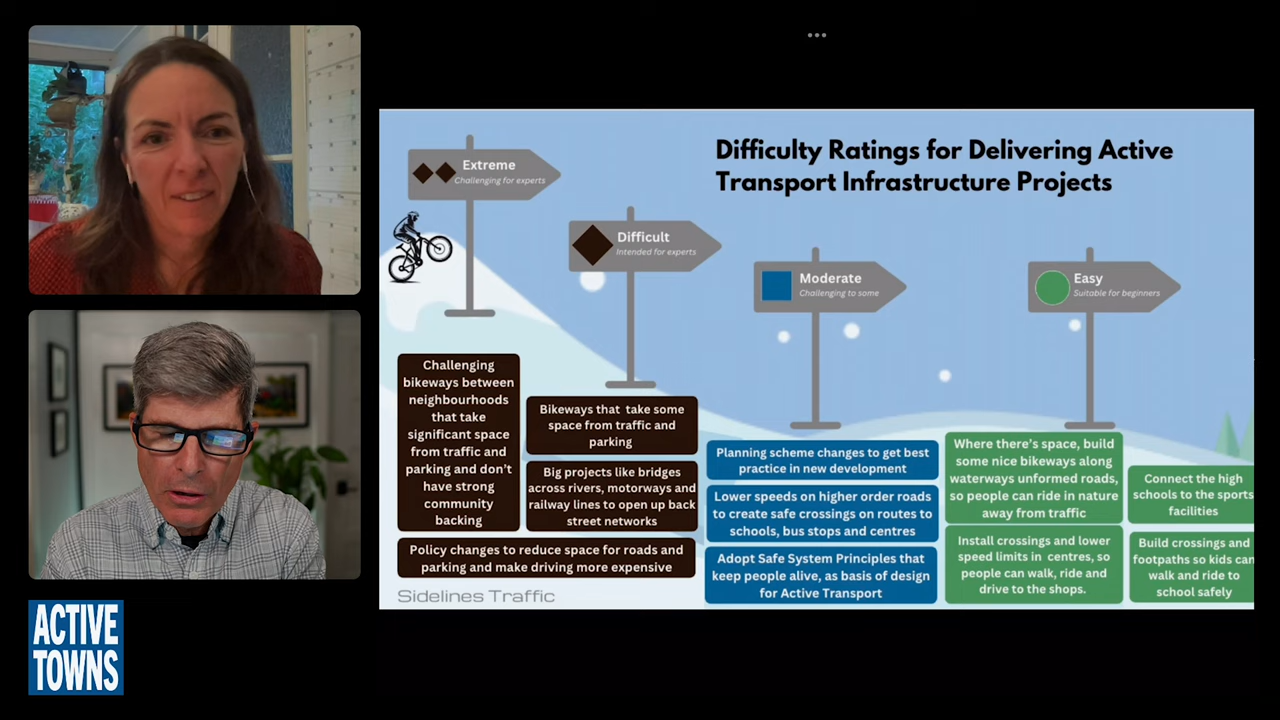 Difficulty Ratings for Delivering Active
Transport Infrastructure Projects
Extreme
Challenging for experts
Difficult
Intended for experts
Moderate
Challenging to some
Easy
Suitable for beginners
Challenging
bikeways between
neighbourhoods
that take
significant space
from traffic and
parking and don't
have strong
community
backing
Bikeways that take some
space from traffic and
parking
Big projects like bridges
across rivers, motorways and
railway lines to open up back
street networks
Policy changes to reduce space for roads and
parking and make driving more expensive
Planning scheme changes to get best
practice in new development
Lower speeds on higher order roads
to create safe crossings on routes to
schools, bus stops and centres
Adopt Safe System Principles that
keep people alive, as basis of design
for Active Transport
Where there's space, build
some nice bikeways along
waterways unformed roads,
so people can ride in nature
away from traffic
Install crossings and lower
speed limits in centres, so
people can walk, ride and
drive to the shops.
Connect the high
schools to the sports
facilities
Build crossings and
footpaths so kids can
walk and ride to
school safely
Sidelines Traffic
ACTIVE
TOWNS